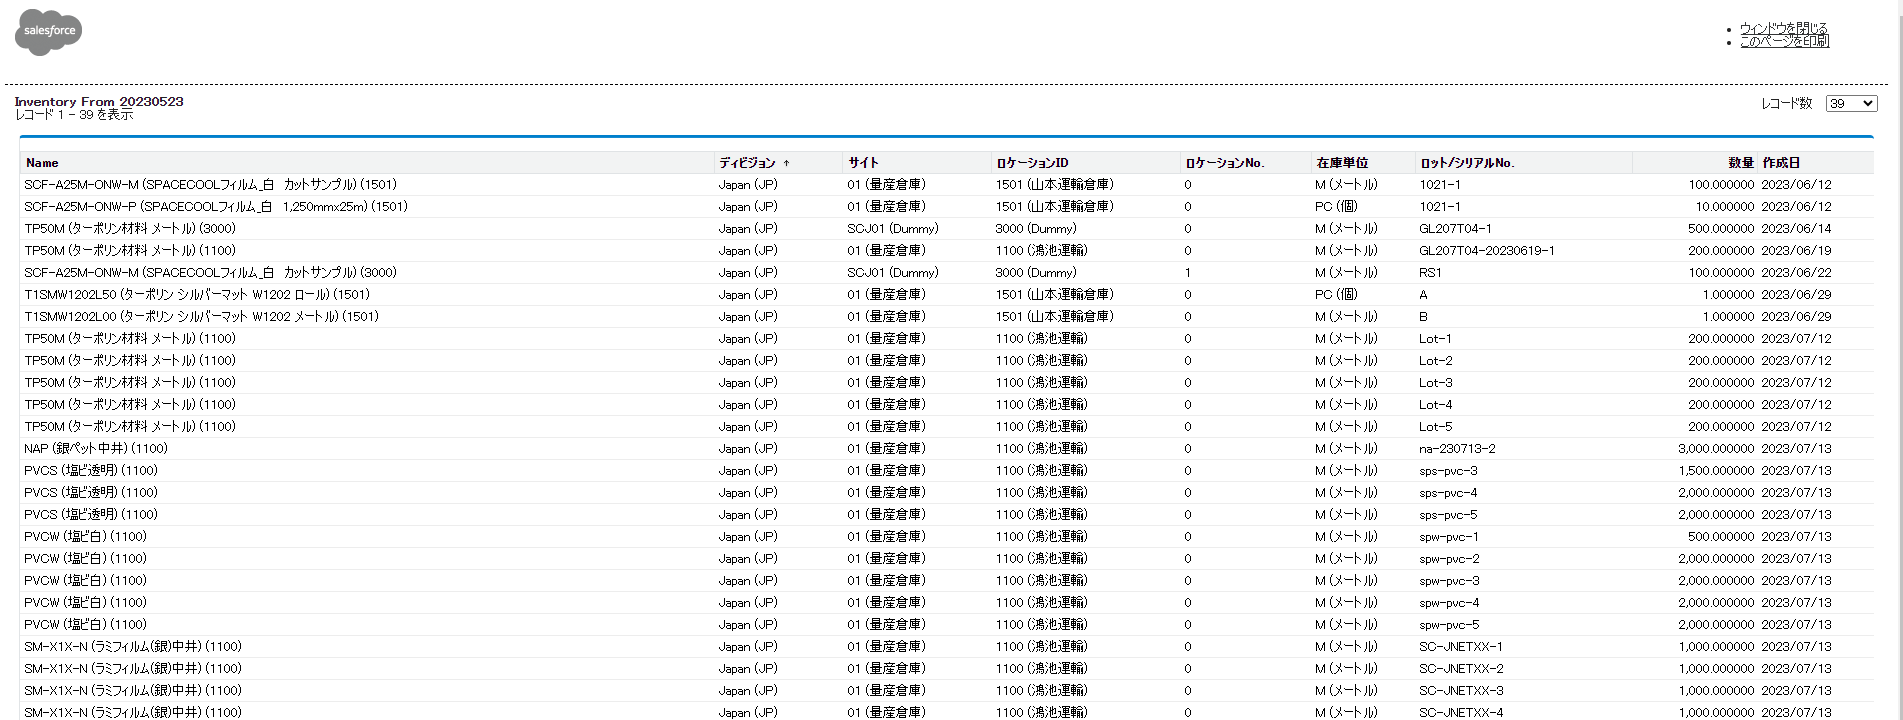 salesforce
ウィンドウを閉じる
このページを印刷
Inventory From 20230523
レコード 1 - 39 を表示
レコード数 39
Name ディビジョン ↑ サイト ロケーションID ロケーションNo. 在庫単位 ロット/シリアルNo. 数量 作成日
SCF-A25M-ONW-M (SPACECOOLフィルム_白　カットサンプル) (1501) Japan (JP) 01 (量産倉庫) 1501 (山本運輸倉庫) 0 M (メートル) 1021-1 100.000000 2023/06/12
SCF-A25M-ONW-P (SPACECOOLフィルム_白　1,250mmx25m) (1501) Japan (JP) 01 (量産倉庫) 1501 (山本運輸倉庫) 0 PC (個) 1021-1 10.000000 2023/06/12
TP50M (ターポリン材料 メートル) (3000) Japan (JP) SCJ01 (Dummy) 3000 (Dummy) 0 M (メートル) GL207T04-1 500.000000 2023/06/14
TP50M (ターポリン材料 メートル) (1100) Japan (JP) 01 (量産倉庫) 1100 (鴻池運輸) 0 M (メートル) GL207T04-20230619-1 200.000000 2023/06/19
SCF-A25M-ONW-M (SPACECOOLフィルム_白　カットサンプル) (3000) Japan (JP) SCJ01 (Dummy) 3000 (Dummy) 1 M (メートル) RS1 100.000000 2023/06/22
T1SMW1202L50 (ターポリン シルバーマット W1202 ロール) (1501) Japan (JP) 01 (量産倉庫) 1501 (山本運輸倉庫) 0 PC (個) A 1.000000 2023/06/29
T1SMW1202L00 (ターポリン シルバーマット W1202 メートル) (1501) Japan (JP) 01 (量産倉庫) 1501 (山本運輸倉庫) 0 M (メートル) B 1.000000 2023/06/29
TP50M (ターポリン材料 メートル) (1100) Japan (JP) 01 (量産倉庫) 1100 (鴻池運輸) 0 M (メートル) Lot-1 200.000000 2023/07/12
TP50M (ターポリン材料 メートル) (1100) Japan (JP) 01 (量産倉庫) 1100 (鴻池運輸) 0 M (メートル) Lot-2 200.000000 2023/07/12
TP50M (ターポリン材料 メートル) (1100) Japan (JP) 01 (量産倉庫) 1100 (鴻池運輸) 0 M (メートル) Lot-3 200.000000 2023/07/12
TP50M (ターポリン材料 メートル) (1100) Japan (JP) 01 (量産倉庫) 1100 (鴻池運輸) 0 M (メートル) Lot-4 200.000000 2023/07/12
TP50M (ターポリン材料 メートル) (1100) Japan (JP) 01 (量産倉庫) 1100 (鴻池運輸) 0 M (メートル) Lot-5 200.000000 2023/07/12
NAP (銀ペット中井) (1100) Japan (JP) 01 (量産倉庫) 1100 (鴻池運輸) 0 M (メートル) na-230713-2 3,000.000000 2023/07/13
PVCS (塩ビ透明) (1100) Japan (JP) 01 (量産倉庫) 1100 (鴻池運輸) 0 M (メートル) sps-pvc-3 1,500.000000 2023/07/13
PVCS (塩ビ透明) (1100) Japan (JP) 01 (量産倉庫) 1100 (鴻池運輸) 0 M (メートル) sps-pvc-4 2,000.000000 2023/07/13
PVCS (塩ビ透明) (1100) Japan (JP) 01 (量産倉庫) 1100 (鴻池運輸) 0 M (メートル) sps-pvc-5 2,000.000000 2023/07/13
PVCW (塩ビ白) (1100) Japan (JP) 01 (量産倉庫) 1100 (鴻池運輸) 0 M (メートル) spw-pvc-1 500.000000 2023/07/13
PVCW (塩ビ白) (1100) Japan (JP) 01 (量産倉庫) 1100 (鴻池運輸) 0 M (メートル) spw-pvc-2 2,000.000000 2023/07/13
PVCW (塩ビ白) (1100) Japan (JP) 01 (量産倉庫) 1100 (鴻池運輸) 0 M (メートル) spw-pvc-3 2,000.000000 2023/07/13
PVCW (塩ビ白) (1100) Japan (JP) 01 (量産倉庫) 1100 (鴻池運輸) 0 M (メートル) spw-pvc-4 2,000.000000 2023/07/13
PVCW (塩ビ白) (1100) Japan (JP) 01 (量産倉庫) 1100 (鴻池運輸) 0 M (メートル) spw-pvc-5 2,000.000000 2023/07/13
SM-X1X-N (ラミフィルム(銀)中井) (1100) Japan (JP) 01 (量産倉庫) 1100 (鴻池運輸) 0 M (メートル) SC-JNETXX-1 1,000.000000 2023/07/13
SM-X1X-N (ラミフィルム(銀)中井) (1100) Japan (JP) 01 (量産倉庫) 1100 (鴻池運輸) 0 M (メートル) SC-JNETXX-2 1,000.000000 2023/07/13
SM-X1X-N (ラミフィルム(銀)中井) (1100) Japan (JP) 01 (量産倉庫) 1100 (鴻池運輸) 0 M (メートル) SC-JNETXX-3 1,000.000000 2023/07/13
SM-X1X-N (ラミフィルム(銀)中井) (1100) Japan (JP) 01 (量産倉庫) 1100 (鴻池運輸) 0 M (メートル) SC-JNETXX-4 1,000.000000 2023/07/13